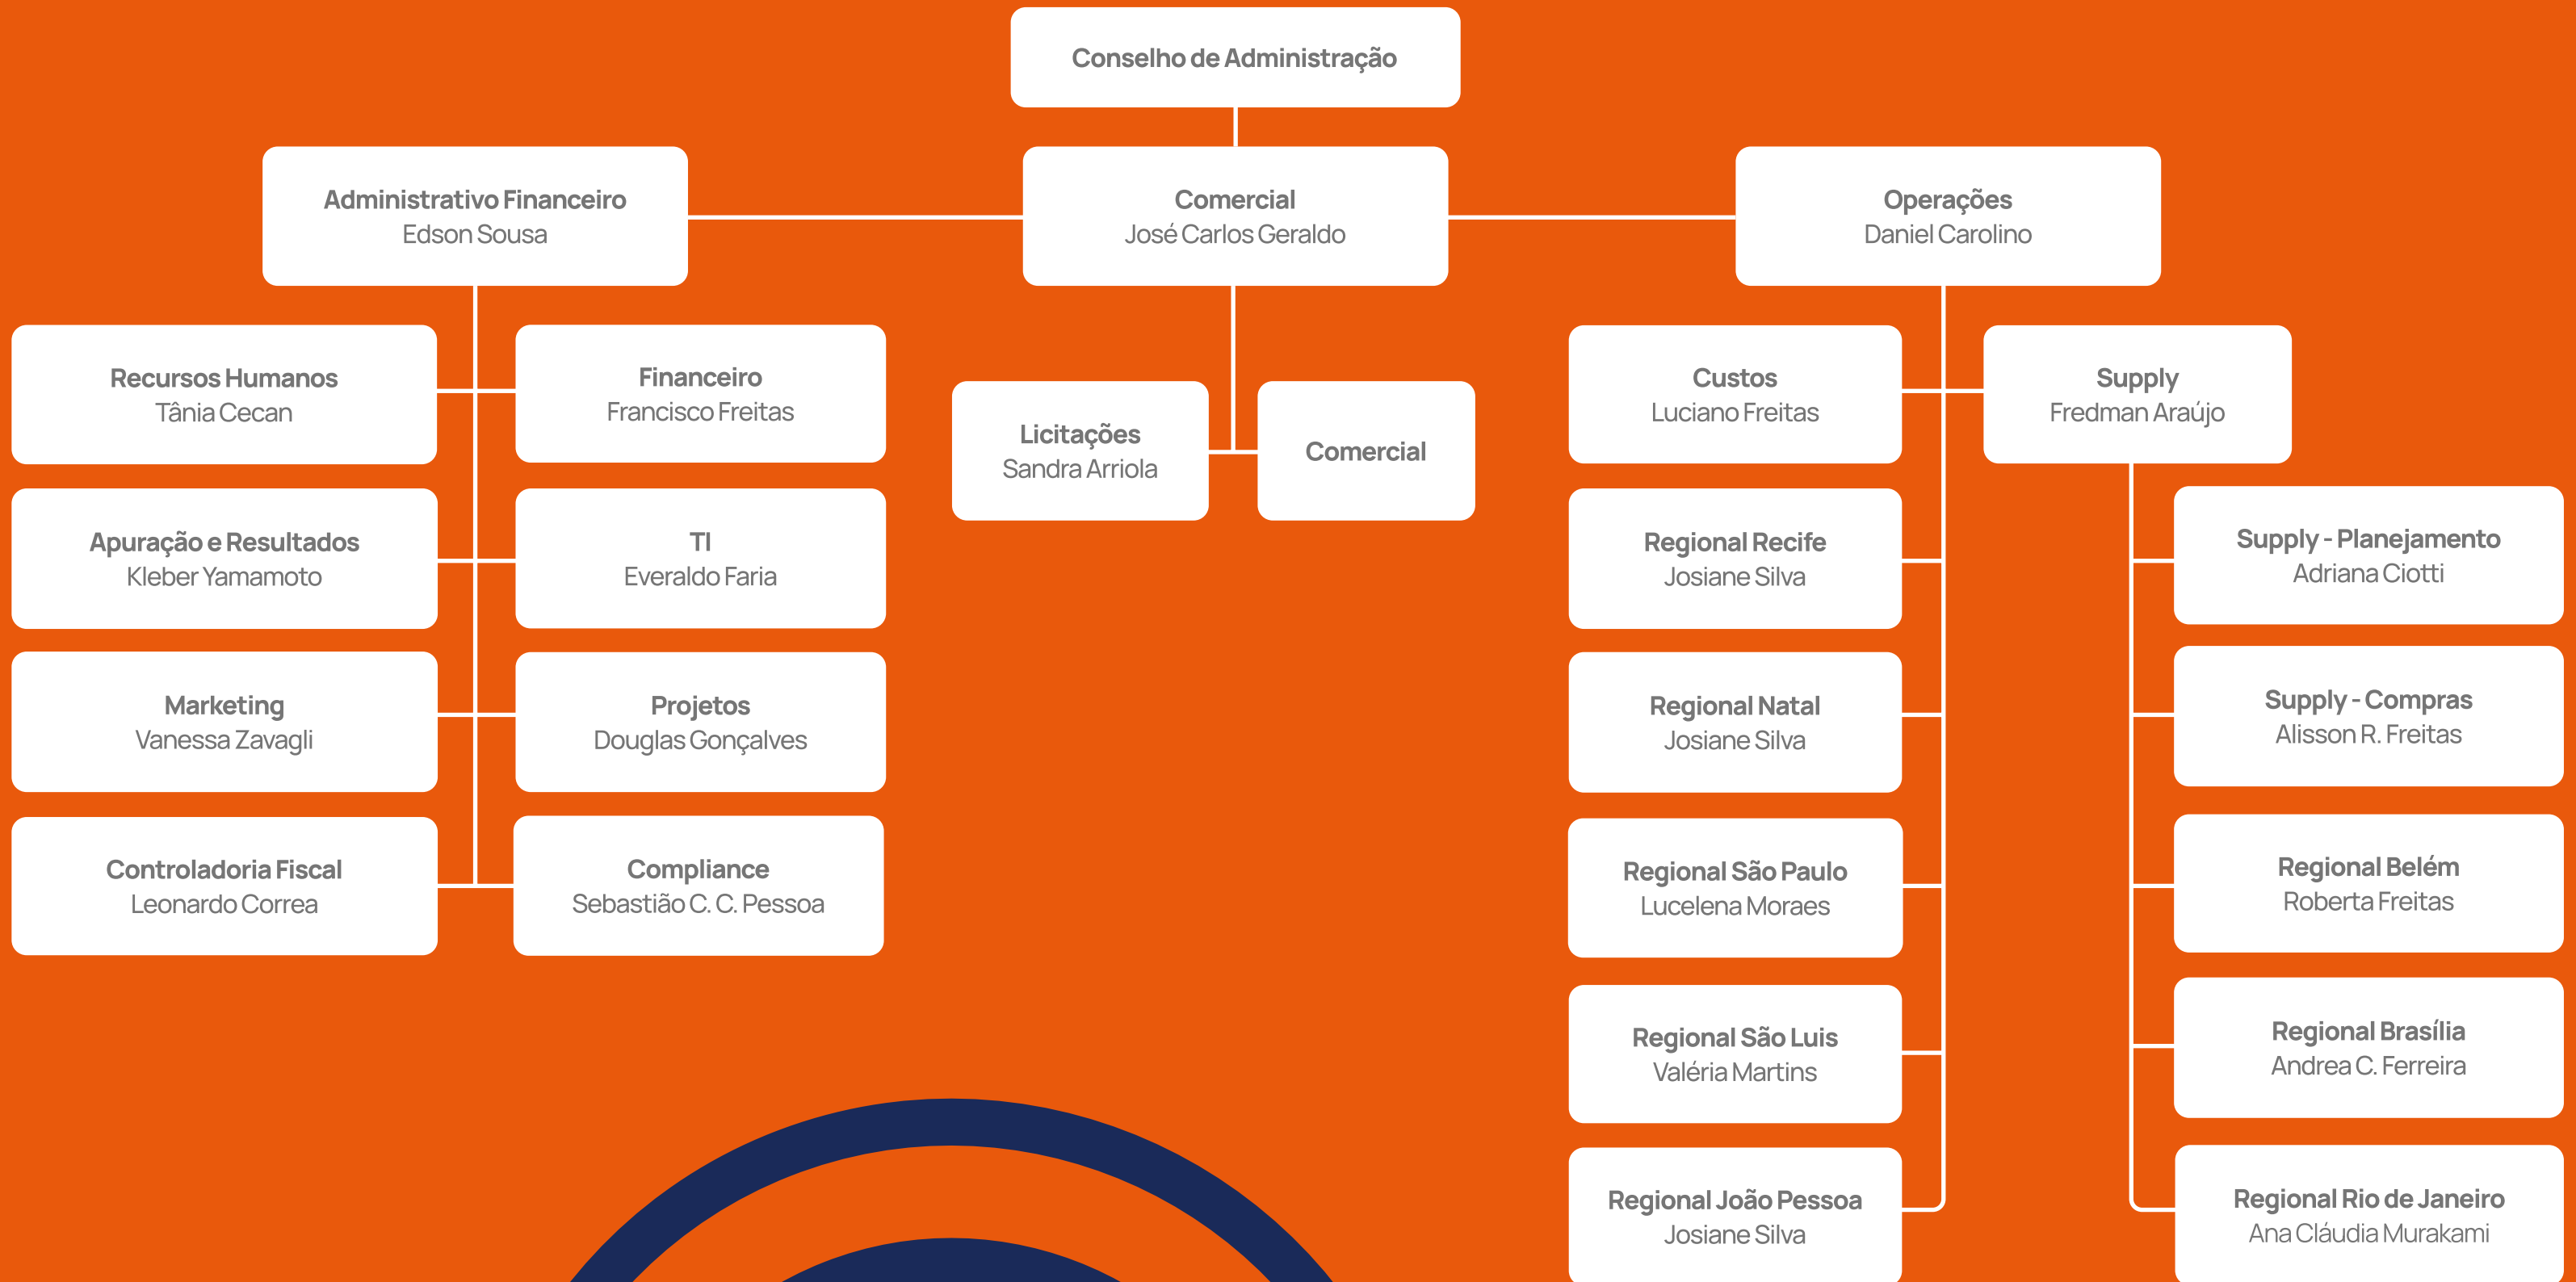 Conselho de Administração
Administrativo Financeiro
Edson Sousa
Comercial
José Carlos Geraldo
Operações
Daniel Carolino
Recursos Humanos
Tânia Cecan
Financeiro
Francisco Freitas
Apuração e Resultados
Kleber Yamamoto
TI
Everaldo Faria
Marketing
Vanessa Zavagli
Projetos
Douglas Gonçalves
Controladoria Fiscal
Leonardo Correa
Compliance
Sebastião C. C. Pessoa
Licitações
Sandra Arriola
Comercial
Custos
Luciano Freitas
Supply
Fredman Araújo
Regional Recife
Josiane Silva
Regional Natal
Josiane Silva
Regional São Paulo
Lucelena Moraes
Regional São Luis
Valéria Martins
Regional João Pessoa
Josiane Silva
Supply - Planejamento
Adriana Ciotti
Supply - Compras
Alisson R. Freitas
Regional Belém
Roberta Freitas
Regional Brasília
Andrea C. Ferreira
Regional Rio de Janeiro
Ana Cláudia Murakami